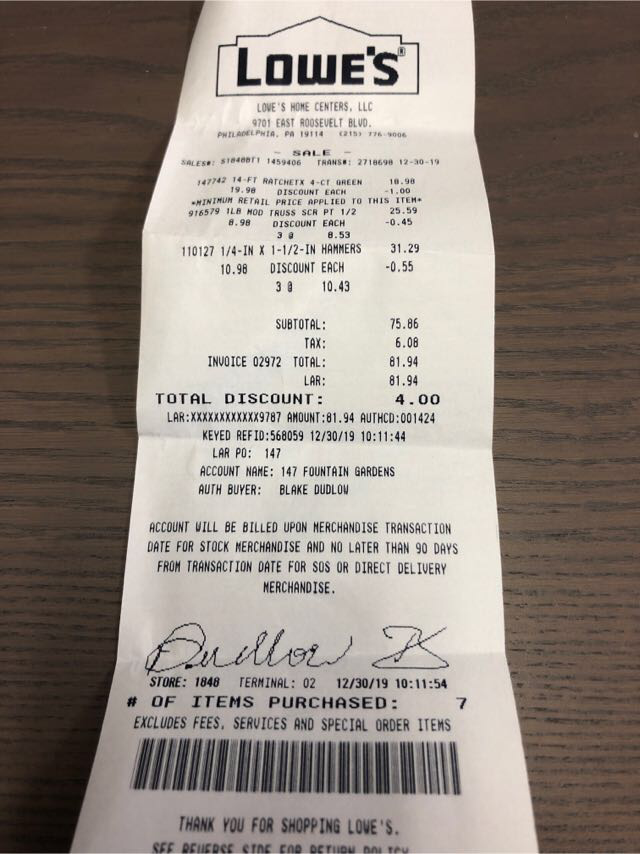 LOWE'S®
LOWE'S HOME CENTERS, LLC
9701 EAST ROOSEVELT BLVD.
PHILADELPHIA, PA 19114 (215) 776-9006
- SALE -
SALES#: S1848BT1 1459406 TRANS#: 2718698 12-30-19
147742 14-FT RATCHETX 4-CT GREEN 18.98
19.98 DISCOUNT EACH -1.00
*MINIMUM RETAIL PRICE APPLIED TO THIS ITEM*
916579 1LB MOD TRUSS SCR PT 1/2 25.59
8.98 DISCOUNT EACH -0.45
3 @ 8.53
110127 1/4-IN X 1-1/2-IN HAMMERS 31.29
10.98 DISCOUNT EACH -0.55
3 @ 10.43
SUBTOTAL: 75.86
TAX: 6.08
INVOICE 02972 TOTAL: 81.94
LAR: 81.94
TOTAL DISCOUNT: 4.00
LAR:XXXXXXXXXXXX9787 AMOUNT:81.94 AUTHCD:001424
KEYED REFID:568059 12/30/19 10:11:44
LAR PO: 147
ACCOUNT NAME: 147 FOUNTAIN GARDENS
AUTH BUYER: BLAKE DUDLOW
ACCOUNT WILL BE BILLED UPON MERCHANDISE TRANSACTION
DATE FOR STOCK MERCHANDISE AND NO LATER THAN 90 DAYS
FROM TRANSACTION DATE FOR SOS OR DIRECT DELIVERY
MERCHANDISE.
Dudlow
STORE: 1848 TERMINAL: 02 12/30/19 10:11:54
# OF ITEMS PURCHASED: 7
EXCLUDES FEES, SERVICES AND SPECIAL ORDER ITEMS
THANK YOU FOR SHOPPING LOWE'S.
SEE REVERSE SIDE FOR RETURN POLICY